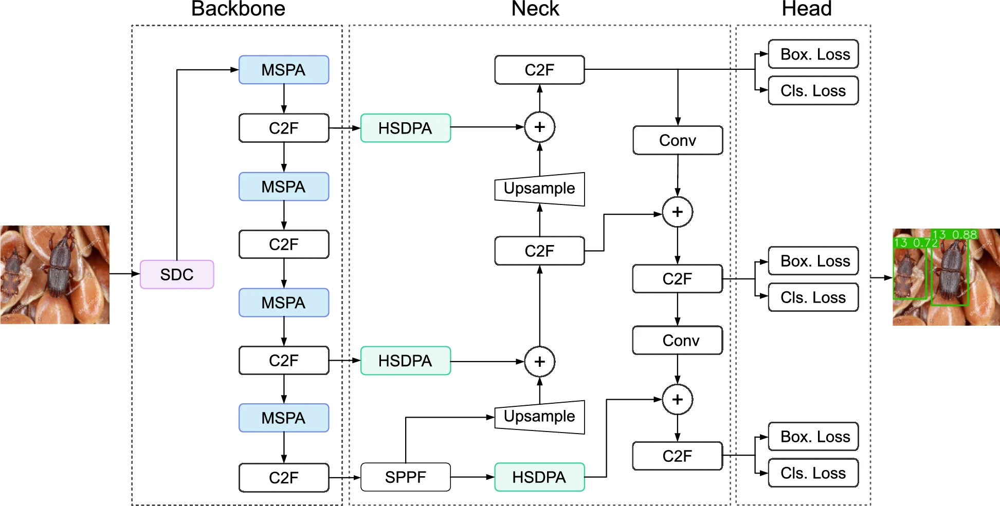 Backbone
Neck
Head
SDC
MSPA
C2F
MSPA
C2F
MSPA
C2F
MSPA
C2F
HSDPA
HSDPA
SPPF
HSDPA
C2F
+
Upsample
C2F
+
Upsample
Conv
+
C2F
Conv
+
C2F
Box. Loss
Cls. Loss
Box. Loss
Cls. Loss
Box. Loss
Cls. Loss
13 0.88
13 0.72